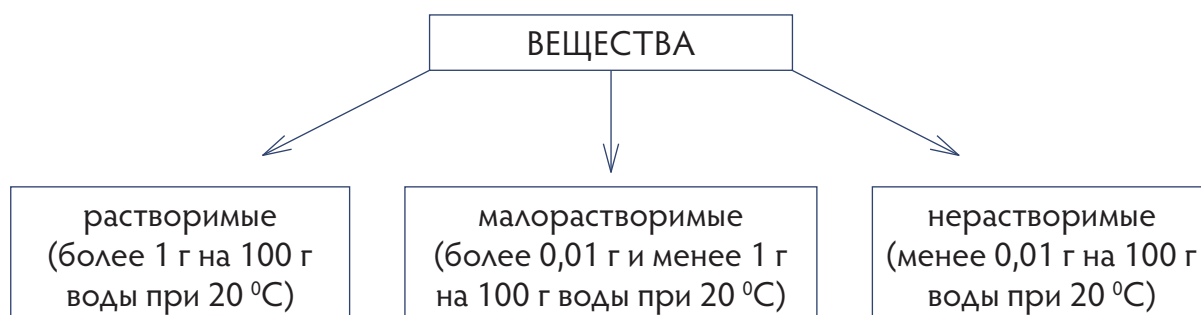 ВЕЩЕСТВА
растворимые
(более 1 г на 100 г
воды при 20 ⁰С)
малорастворимые
(более 0,01 г и менее 1 г
на 100 г воды при 20 ⁰С)
нерастворимые
(менее 0,01 г на 100 г
воды при 20 ⁰С)